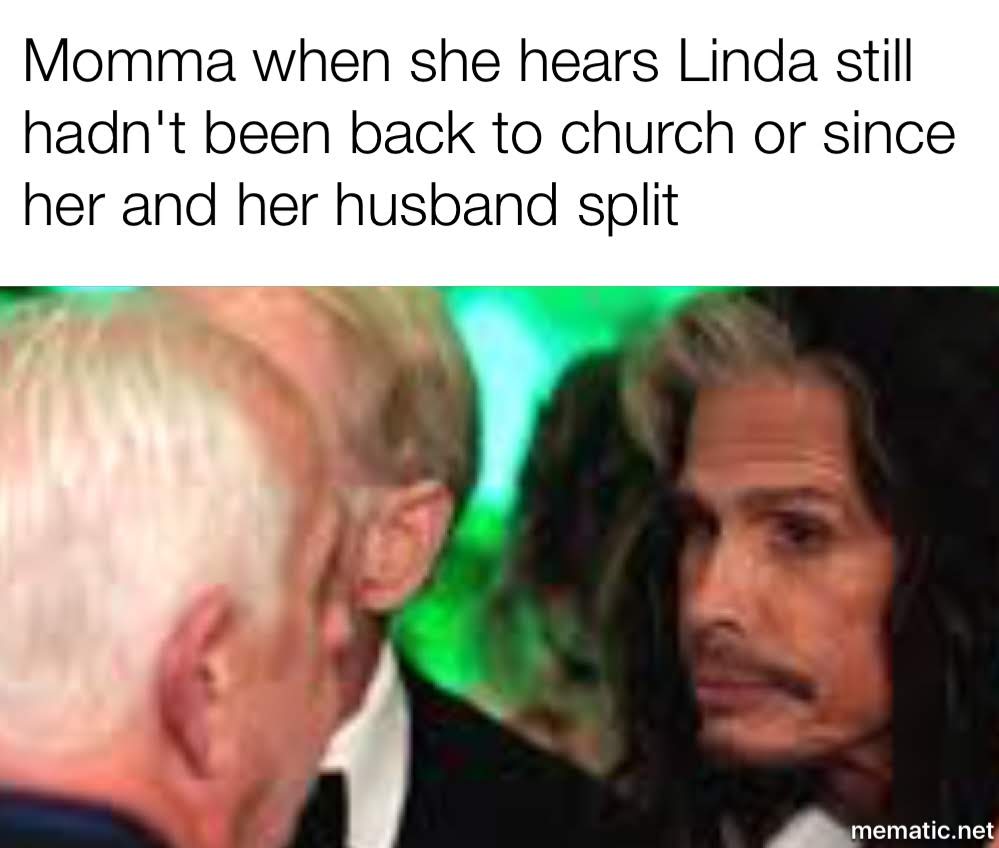 Momma when she hears Linda still
hadn't been back to church or since
her and her husband split
mematic.net